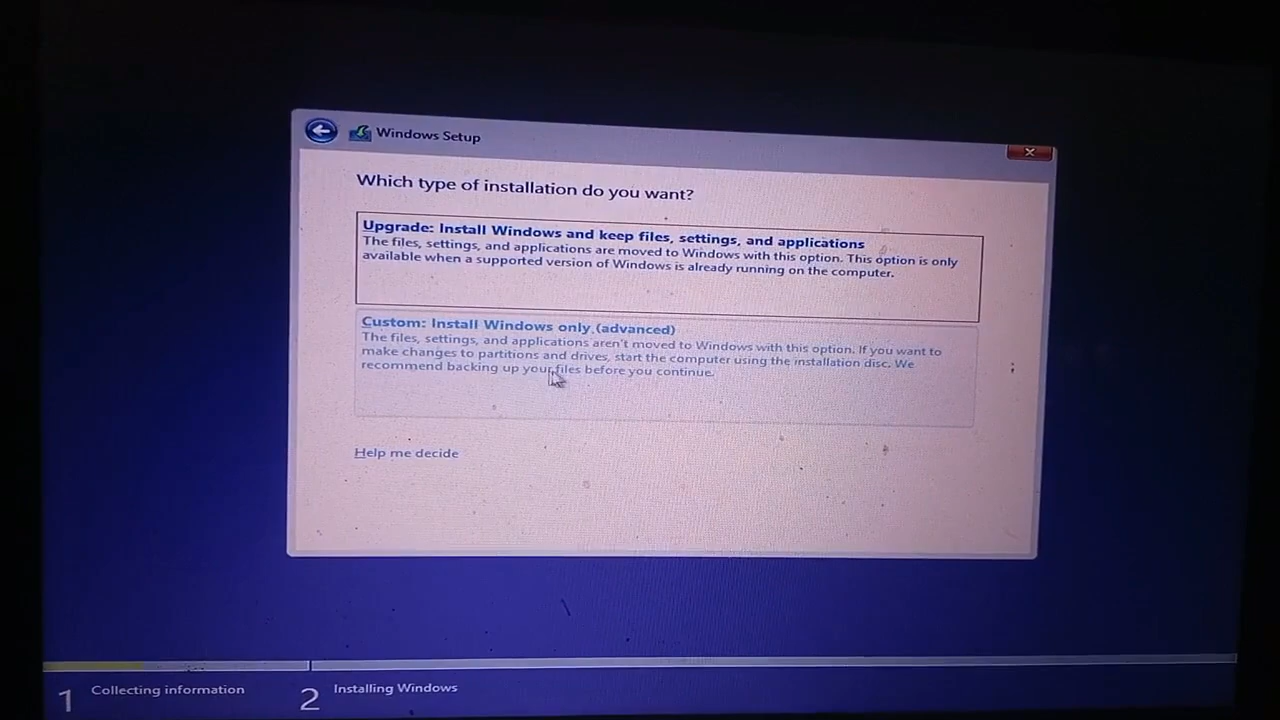 Windows Setup
Which type of installation do you want?
Upgrade: Install Windows and keep files, settings, and applications
The files, settings, and applications are moved to Windows with this option. This option is only
available when a supported version of Windows is already running on the computer.
Custom: Install Windows only (advanced)
The files, settings, and applications aren't moved to Windows with this option. If you want to
make changes to partitions and drives, start the computer using the installation disc. We
recommend backing up your files before you continue.
Help me decide
1 Collecting information
2 Installing Windows